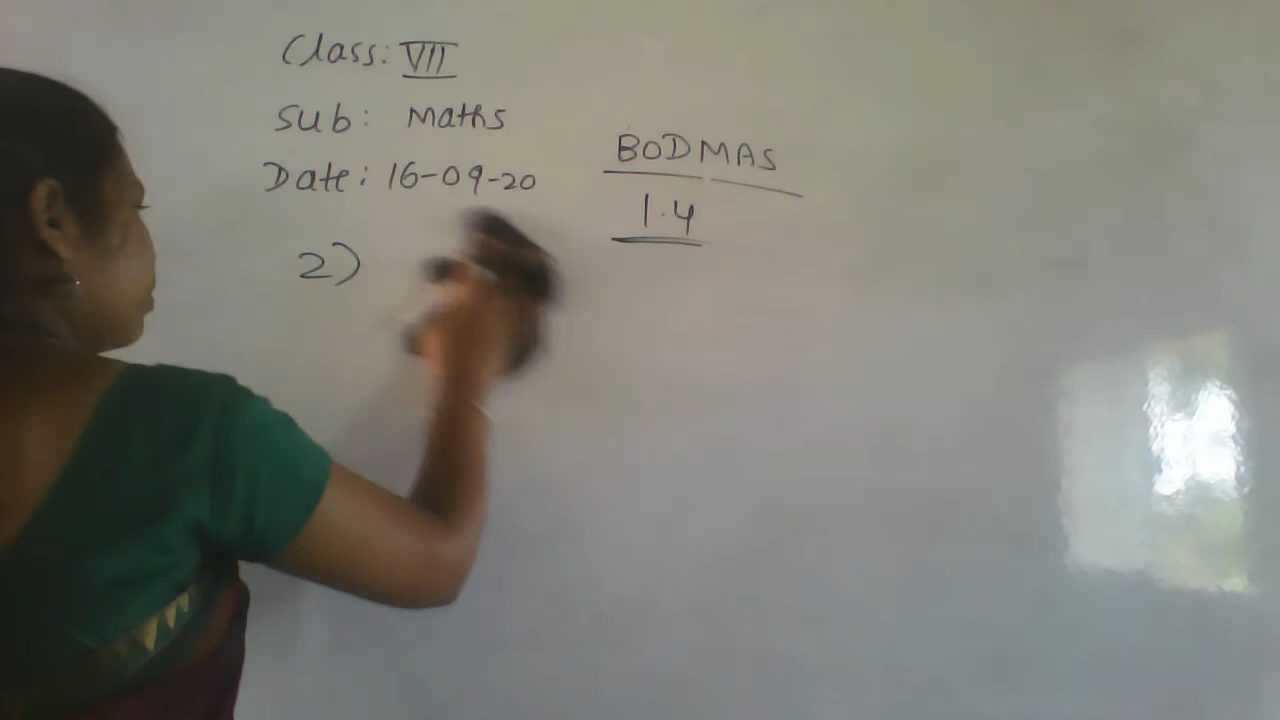 Class: VII
Sub: Maths
Date: 16-09-20
BODMAS
1.4
2)